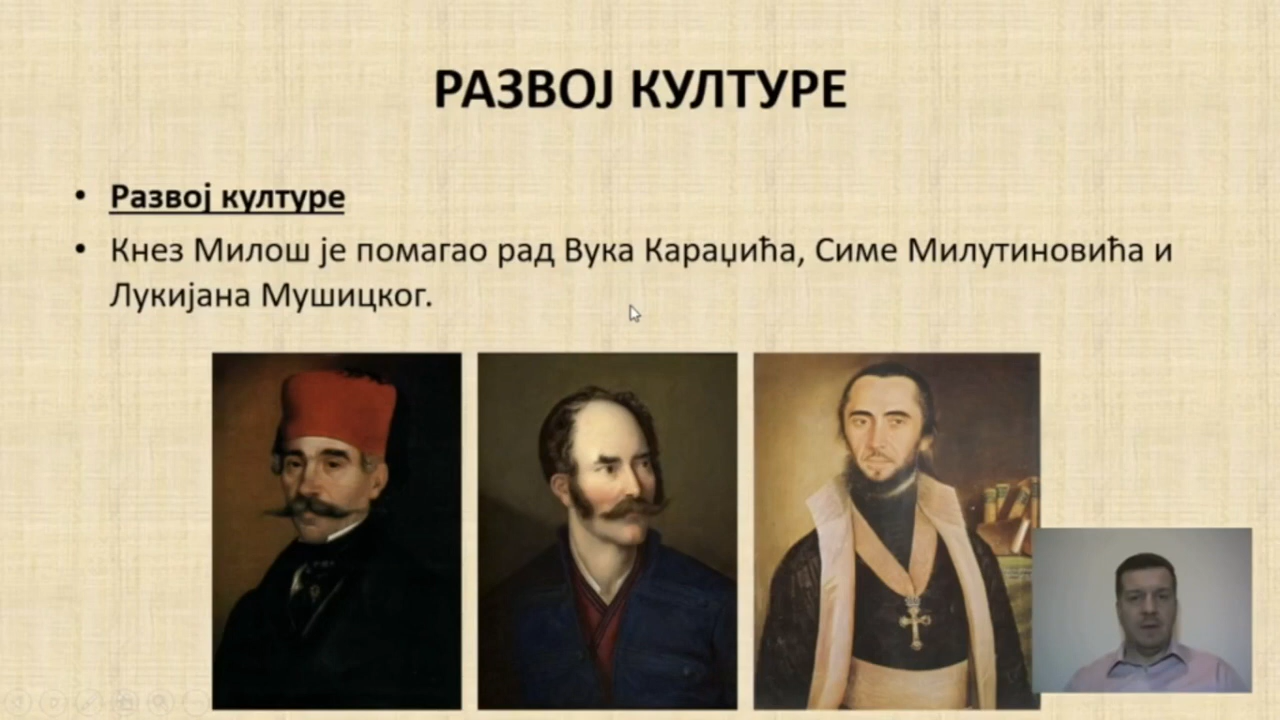 РАЗВОЈ КУЛТУРЕ
• Развој културе
• Кнез Милош је помагао рад Вука Караџића, Симе Милутиновића и
Лукијана Мушицког.